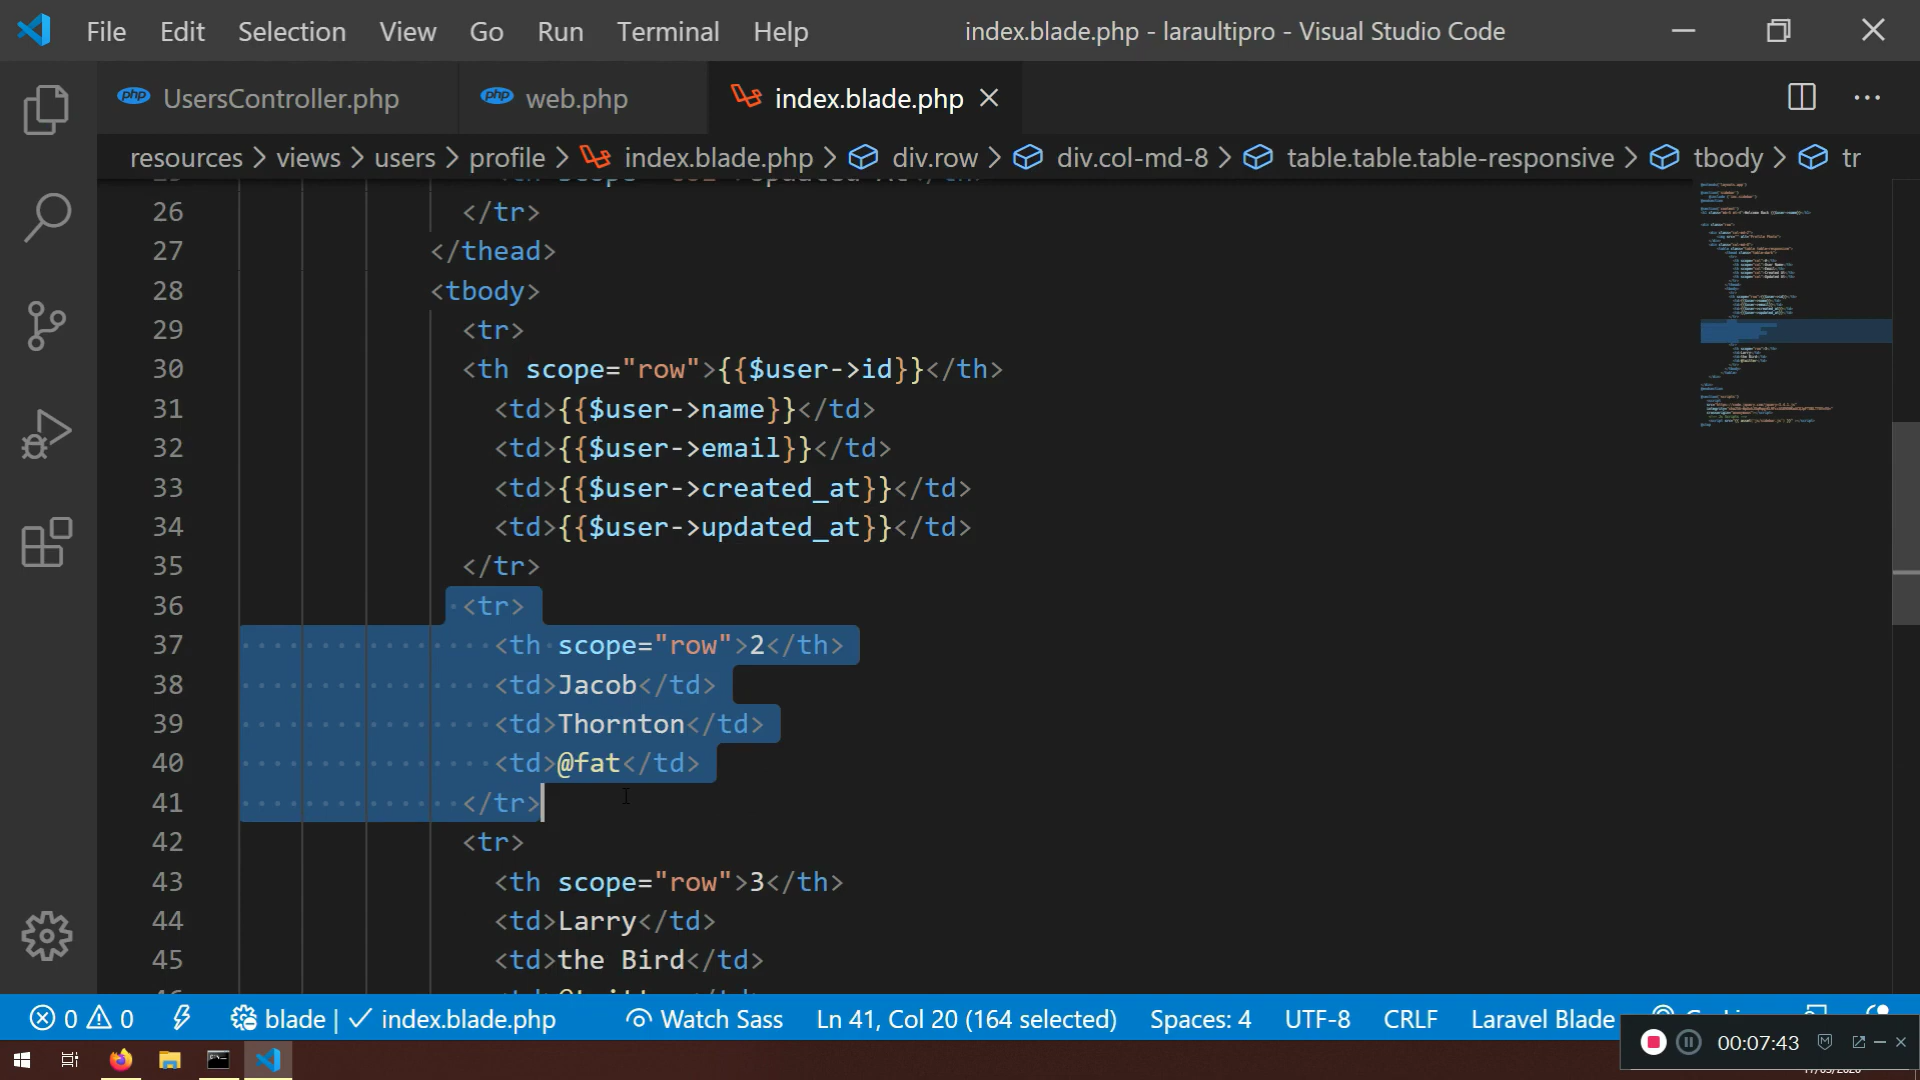 File Edit Selection View Go Run Terminal Help index.blade.php - laraultipro - Visual Studio Code
php UsersController.php php web.php index.blade.php
resources > views > users > profile > index.blade.php > div.row > div.col-md-8 > table.table.table-responsive > tbody > tr
26 </tr>
27 </thead>
28 <tbody>
29 <tr>
30 <th scope="row">{{$user->id}}</th>
31 <td>{{$user->name}}</td>
32 <td>{{$user->email}}</td>
33 <td>{{$user->created_at}}</td>
34 <td>{{$user->updated_at}}</td>
35 </tr>
36 <tr>
37 <th scope="row">2</th>
38 <td>Jacob</td>
39 <td>Thornton</td>
40 <td>@fat</td>
41 </tr>
42 <tr>
43 <th scope="row">3</th>
44 <td>Larry</td>
45 <td>the Bird</td>
0 0 blade | index.blade.php Watch Sass Ln 41, Col 20 (164 selected) Spaces: 4 UTF-8 CRLF Laravel Blade
00:07:43